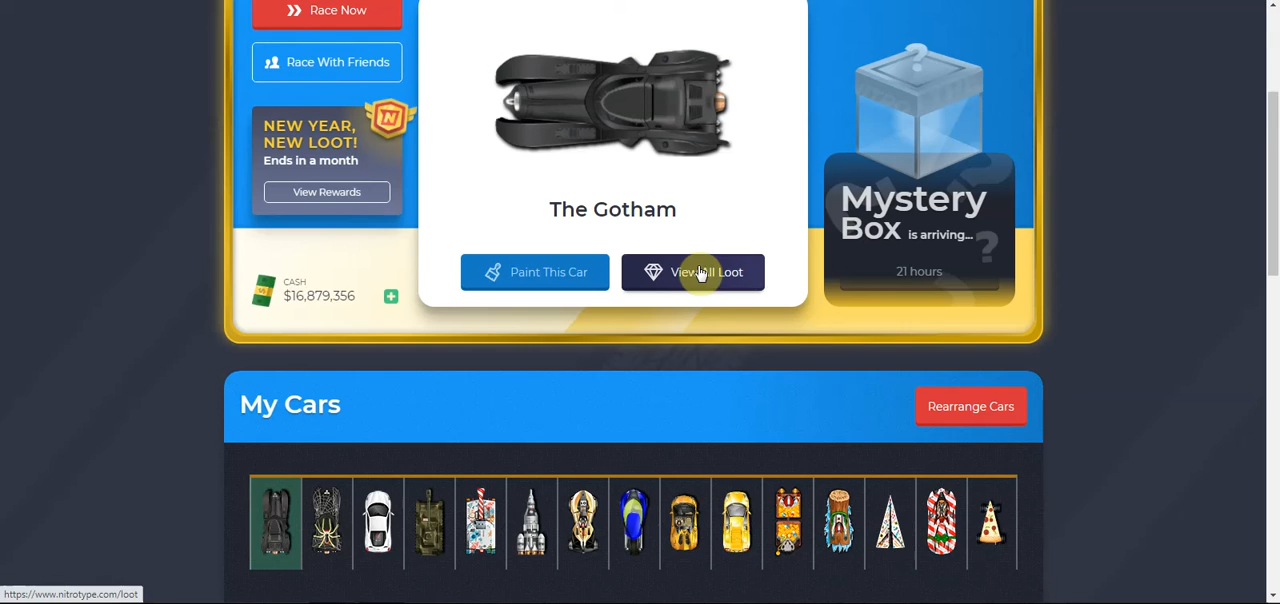 Race Now
Race With Friends
NEW YEAR,
NEW LOOT!
Ends in a month
View Rewards
CASH
$16,879,356
The Gotham
Paint This Car
View All Loot
Mystery
Box is arriving...
21 hours
My Cars
Rearrange Cars
https://www.nitrotype.com/loot